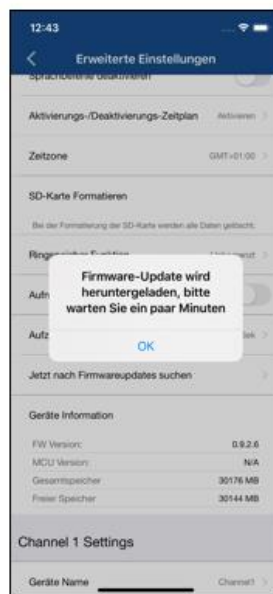 12:43
Erweiterte Einstellungen
Sprachbefehle deaktivieren
Aktivierungs-/Deaktivierungs-Zeitplan Aktivieren
Zeitzone GMT+01:00
SD-Karte Formatieren
Bei der Formatierung der SD-Karte werden alle Daten gelöscht.
Funktion
Firmware-Update wird
heruntergeladen, bitte
warten Sie ein paar Minuten
OK
Jetzt nach Firmwareupdates suchen
Geräte Information
FW Version: 0.9.2.6
MCU Version: N/A
Gesamtspeicher 30176 MB
Freier Speicher 30144 MB
Channel 1 Settings
Geräte Name Channel1